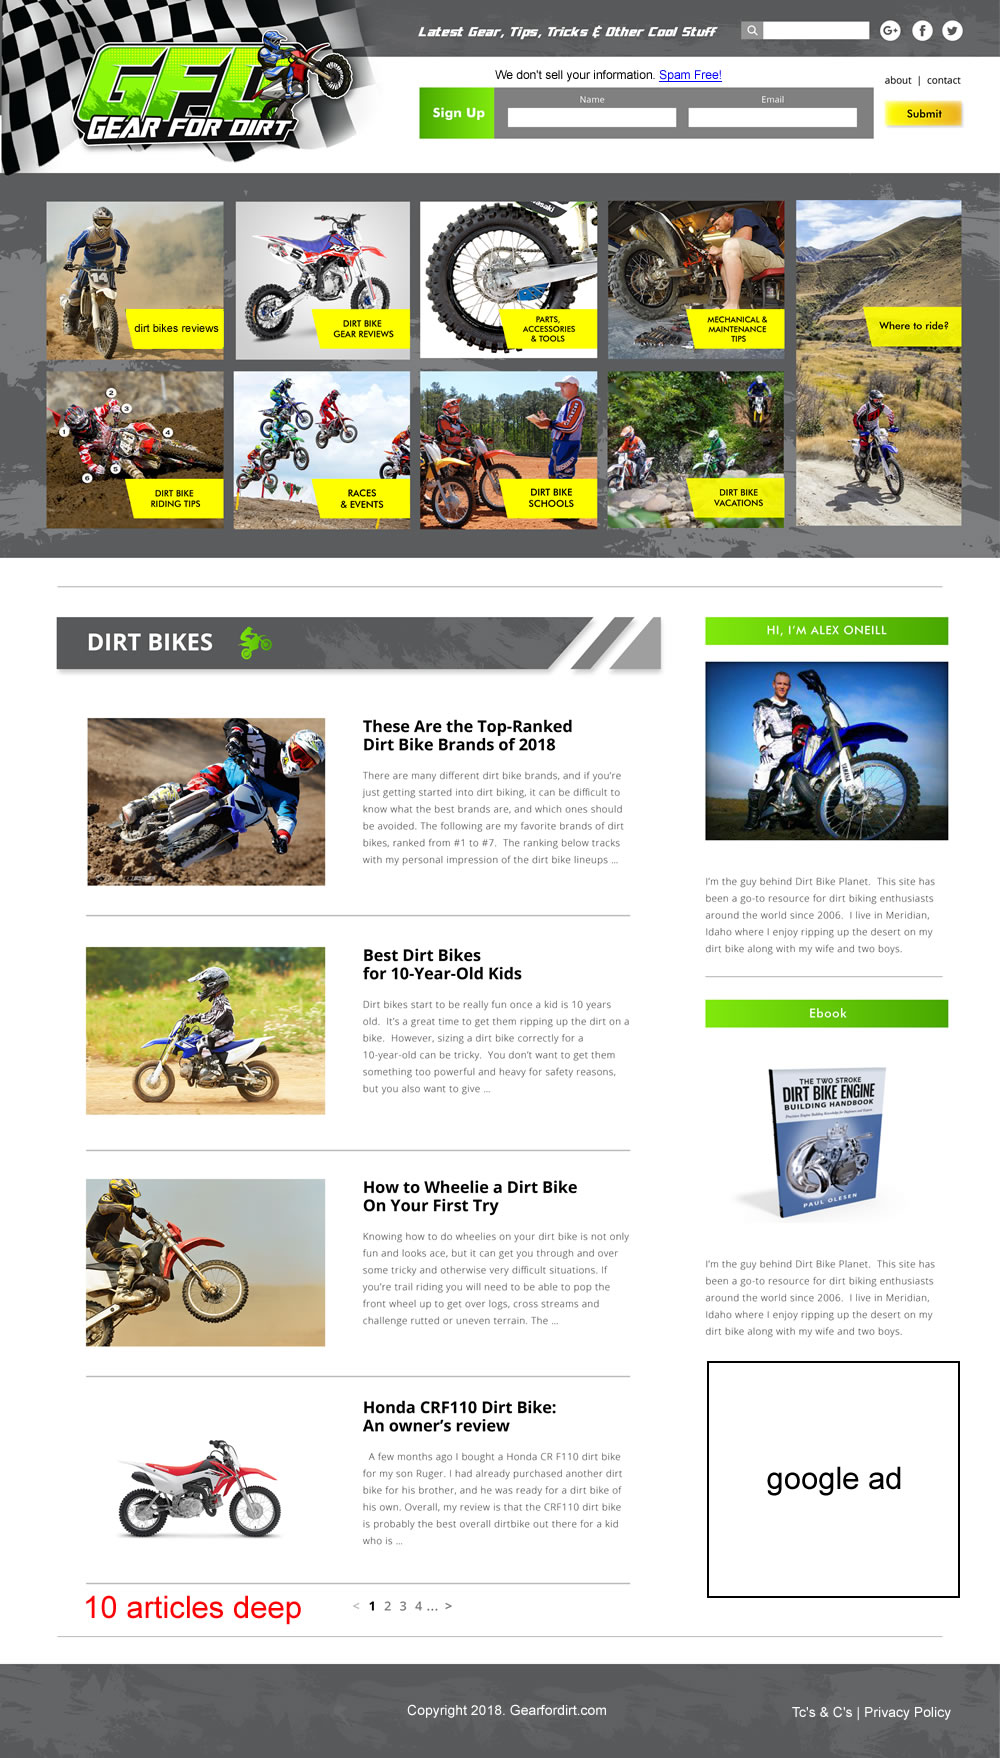 Latest Gear, Tips, Tricks & Other Cool Stuff
GFD
GEAR FOR DIRT
We don't sell your information. Spam Free!
about | contact
Sign Up
Name
Email
Submit
14
dirt bikes reviews
DIRT BIKE
GEAR REVIEWS
PARTS,
ACCESSORIES
& TOOLS
MECHANICAL &
MAINTENANCE
TIPS
Where to ride?
1
2
3
4
5
6
DIRT BIKE
RIDING TIPS
RACES
& EVENTS
DIRT BIKE
SCHOOLS
DIRT BIKE
VACATIONS
DIRT BIKES
These Are the Top-Ranked
Dirt Bike Brands of 2018
There are many different dirt bike brands, and if you're
just getting started into dirt biking, it can be difficult to
know what the best brands are, and which ones should
be avoided. The following are my favorite brands of dirt
bikes, ranked from #1 to #7. The ranking below tracks
with my personal impression of the dirt bike lineups ...
Best Dirt Bikes
for 10-Year-Old Kids
Dirt bikes start to be really fun once a kid is 10 years
old. It's a great time to get them ripping up the dirt on a
bike. However, sizing a dirt bike correctly for a
10-year-old can be tricky. You don't want to get them
something too powerful and heavy for safety reasons,
but you also want to give ...
How to Wheelie a Dirt Bike
On Your First Try
Knowing how to do wheelies on your dirt bike is not only
fun and looks ace, but it can get you through and over
some tricky and otherwise very difficult situations. If
you're trail riding you will need to be able to pop the
front wheel up to get over logs, cross streams and
challenge rutted or uneven terrain. The ...
Honda CRF110 Dirt Bike:
An owner's review
A few months ago I bought a Honda CR F110 dirt bike
for my son Ruger. I had already purchased another dirt
bike for his brother, and he was ready for a dirt bike of
his own. Overall, my review is that the CRF110 dirt bike
is probably the best overall dirtbike out there for a kid
who is ...
10 articles deep
< 1 2 3 4 ... >
HI, I'M ALEX ONEILL
I'm the guy behind Dirt Bike Planet. This site has
been a go-to resource for dirt biking enthusiasts
around the world since 2006. I live in Meridian,
Idaho where I enjoy ripping up the desert on my
dirt bike along with my wife and two boys.
Ebook
THE TWO STROKE
DIRT BIKE ENGINE
BUILDING HANDBOOK
PAUL OLESEN
I'm the guy behind Dirt Bike Planet. This site has
been a go-to resource for dirt biking enthusiasts
around the world since 2006. I live in Meridian,
Idaho where I enjoy ripping up the desert on my
dirt bike along with my wife and two boys.
google ad
Copyright 2018. Gearfordirt.com
Tc's & C's | Privacy Policy